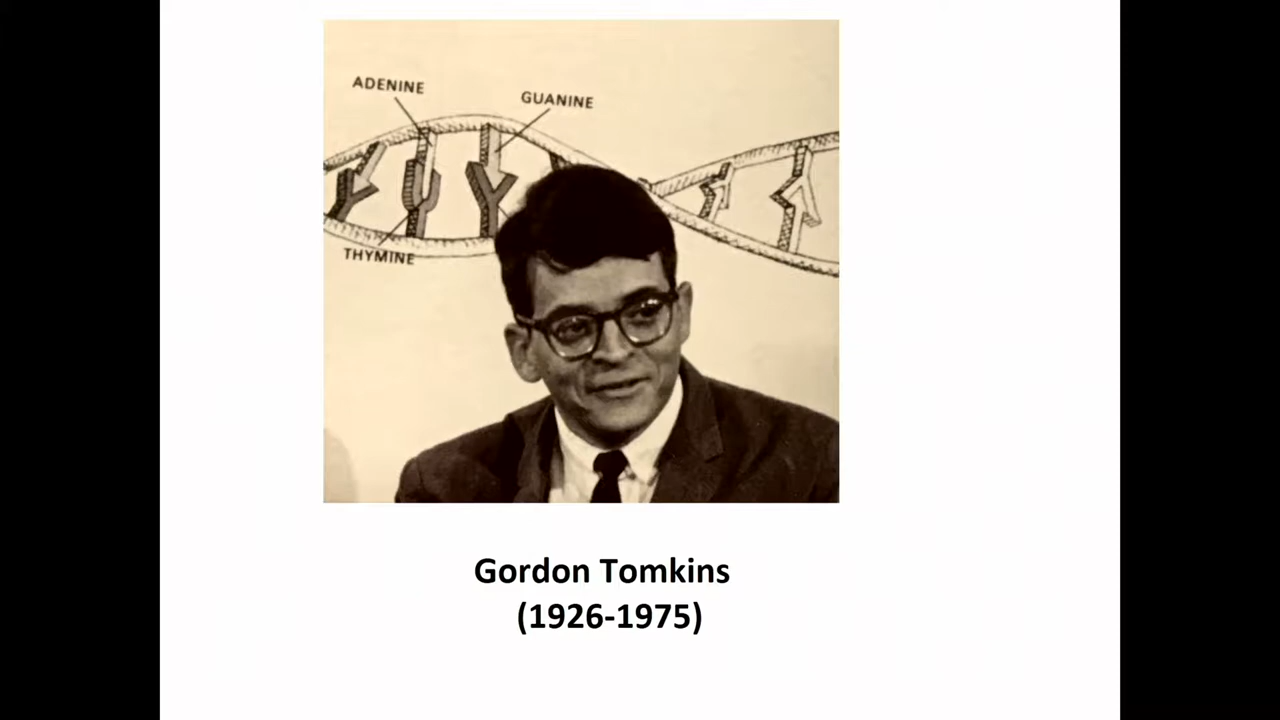 ADENINE
GUANINE
THYMINE
Gordon Tomkins
(1926-1975)